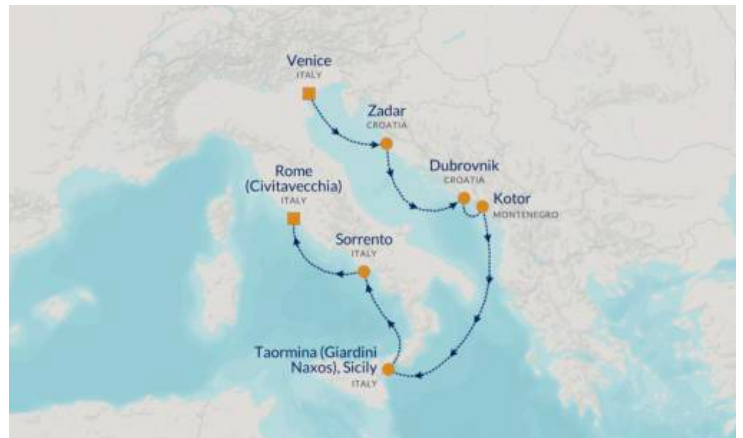 Venice
ITALY
Zadar
CROATIA
Rome
(Civitavecchia)
ITALY
Dubrovnik
CROATIA
Kotor
MONTENEGRO
Sorrento
ITALY
Taormina (Giardini
Naxos), Sicily
ITALY